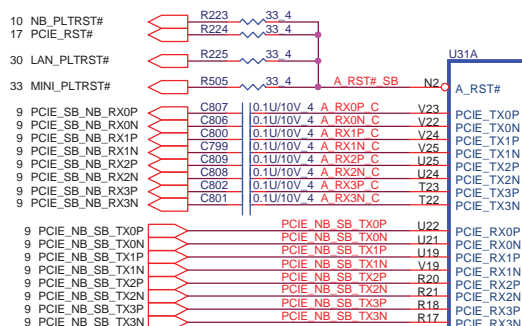 10 NB_PLTRST# R223 33_4
17 PCIE_RST# R224 33_4
U31A
30 LAN_PLTRST# R225 33_4
33 MINI_PLTRST# R505 33_4 A_RST#_SB N2 A_RST#
9 PCIE_SB_NB_RX0P C807 0.1U/10V_4 A_RX0P_C V23 PCIE_TX0P
9 PCIE_SB_NB_RX0N C806 0.1U/10V_4 A_RX0N_C V22 PCIE_TX0N
9 PCIE_SB_NB_RX1P C800 0.1U/10V_4 A_RX1P_C V24 PCIE_TX1P
9 PCIE_SB_NB_RX1N C799 0.1U/10V_4 A_RX1N_C V25 PCIE_TX1N
9 PCIE_SB_NB_RX2P C809 0.1U/10V_4 A_RX2P_C U25 PCIE_TX2P
9 PCIE_SB_NB_RX2N C808 0.1U/10V_4 A_RX2N_C U24 PCIE_TX2N
9 PCIE_SB_NB_RX3P C802 0.1U/10V_4 A_RX3P_C T23 PCIE_TX3P
9 PCIE_SB_NB_RX3N C801 0.1U/10V_4 A_RX3N_C T22 PCIE_TX3N
9 PCIE_NB_SB_TX0P PCIE_NB_SB_TX0P U22 PCIE_RX0P
9 PCIE_NB_SB_TX0N PCIE_NB_SB_TX0N U21 PCIE_RX0N
9 PCIE_NB_SB_TX1P PCIE_NB_SB_TX1P U19 PCIE_RX1P
9 PCIE_NB_SB_TX1N PCIE_NB_SB_TX1N V19 PCIE_RX1N
9 PCIE_NB_SB_TX2P PCIE_NB_SB_TX2P R20 PCIE_RX2P
9 PCIE_NB_SB_TX2N PCIE_NB_SB_TX2N R21 PCIE_RX2N
9 PCIE_NB_SB_TX3P PCIE_NB_SB_TX3P R18 PCIE_RX3P
9 PCIE_NB_SB_TX3N PCIE_NB_SB_TX3N R17 PCIE_RX3N